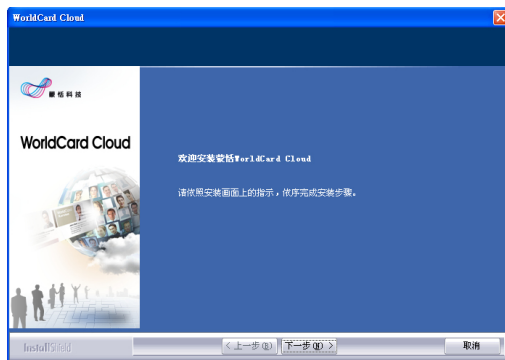 WorldCard Cloud
蒙恬科技
WorldCard Cloud
欢迎安装蒙恬WorldCard Cloud
请依照安装画面上的指示，依序完成安装步骤。
InstallShield
< 上一步(B)
下一步(N) >
取消